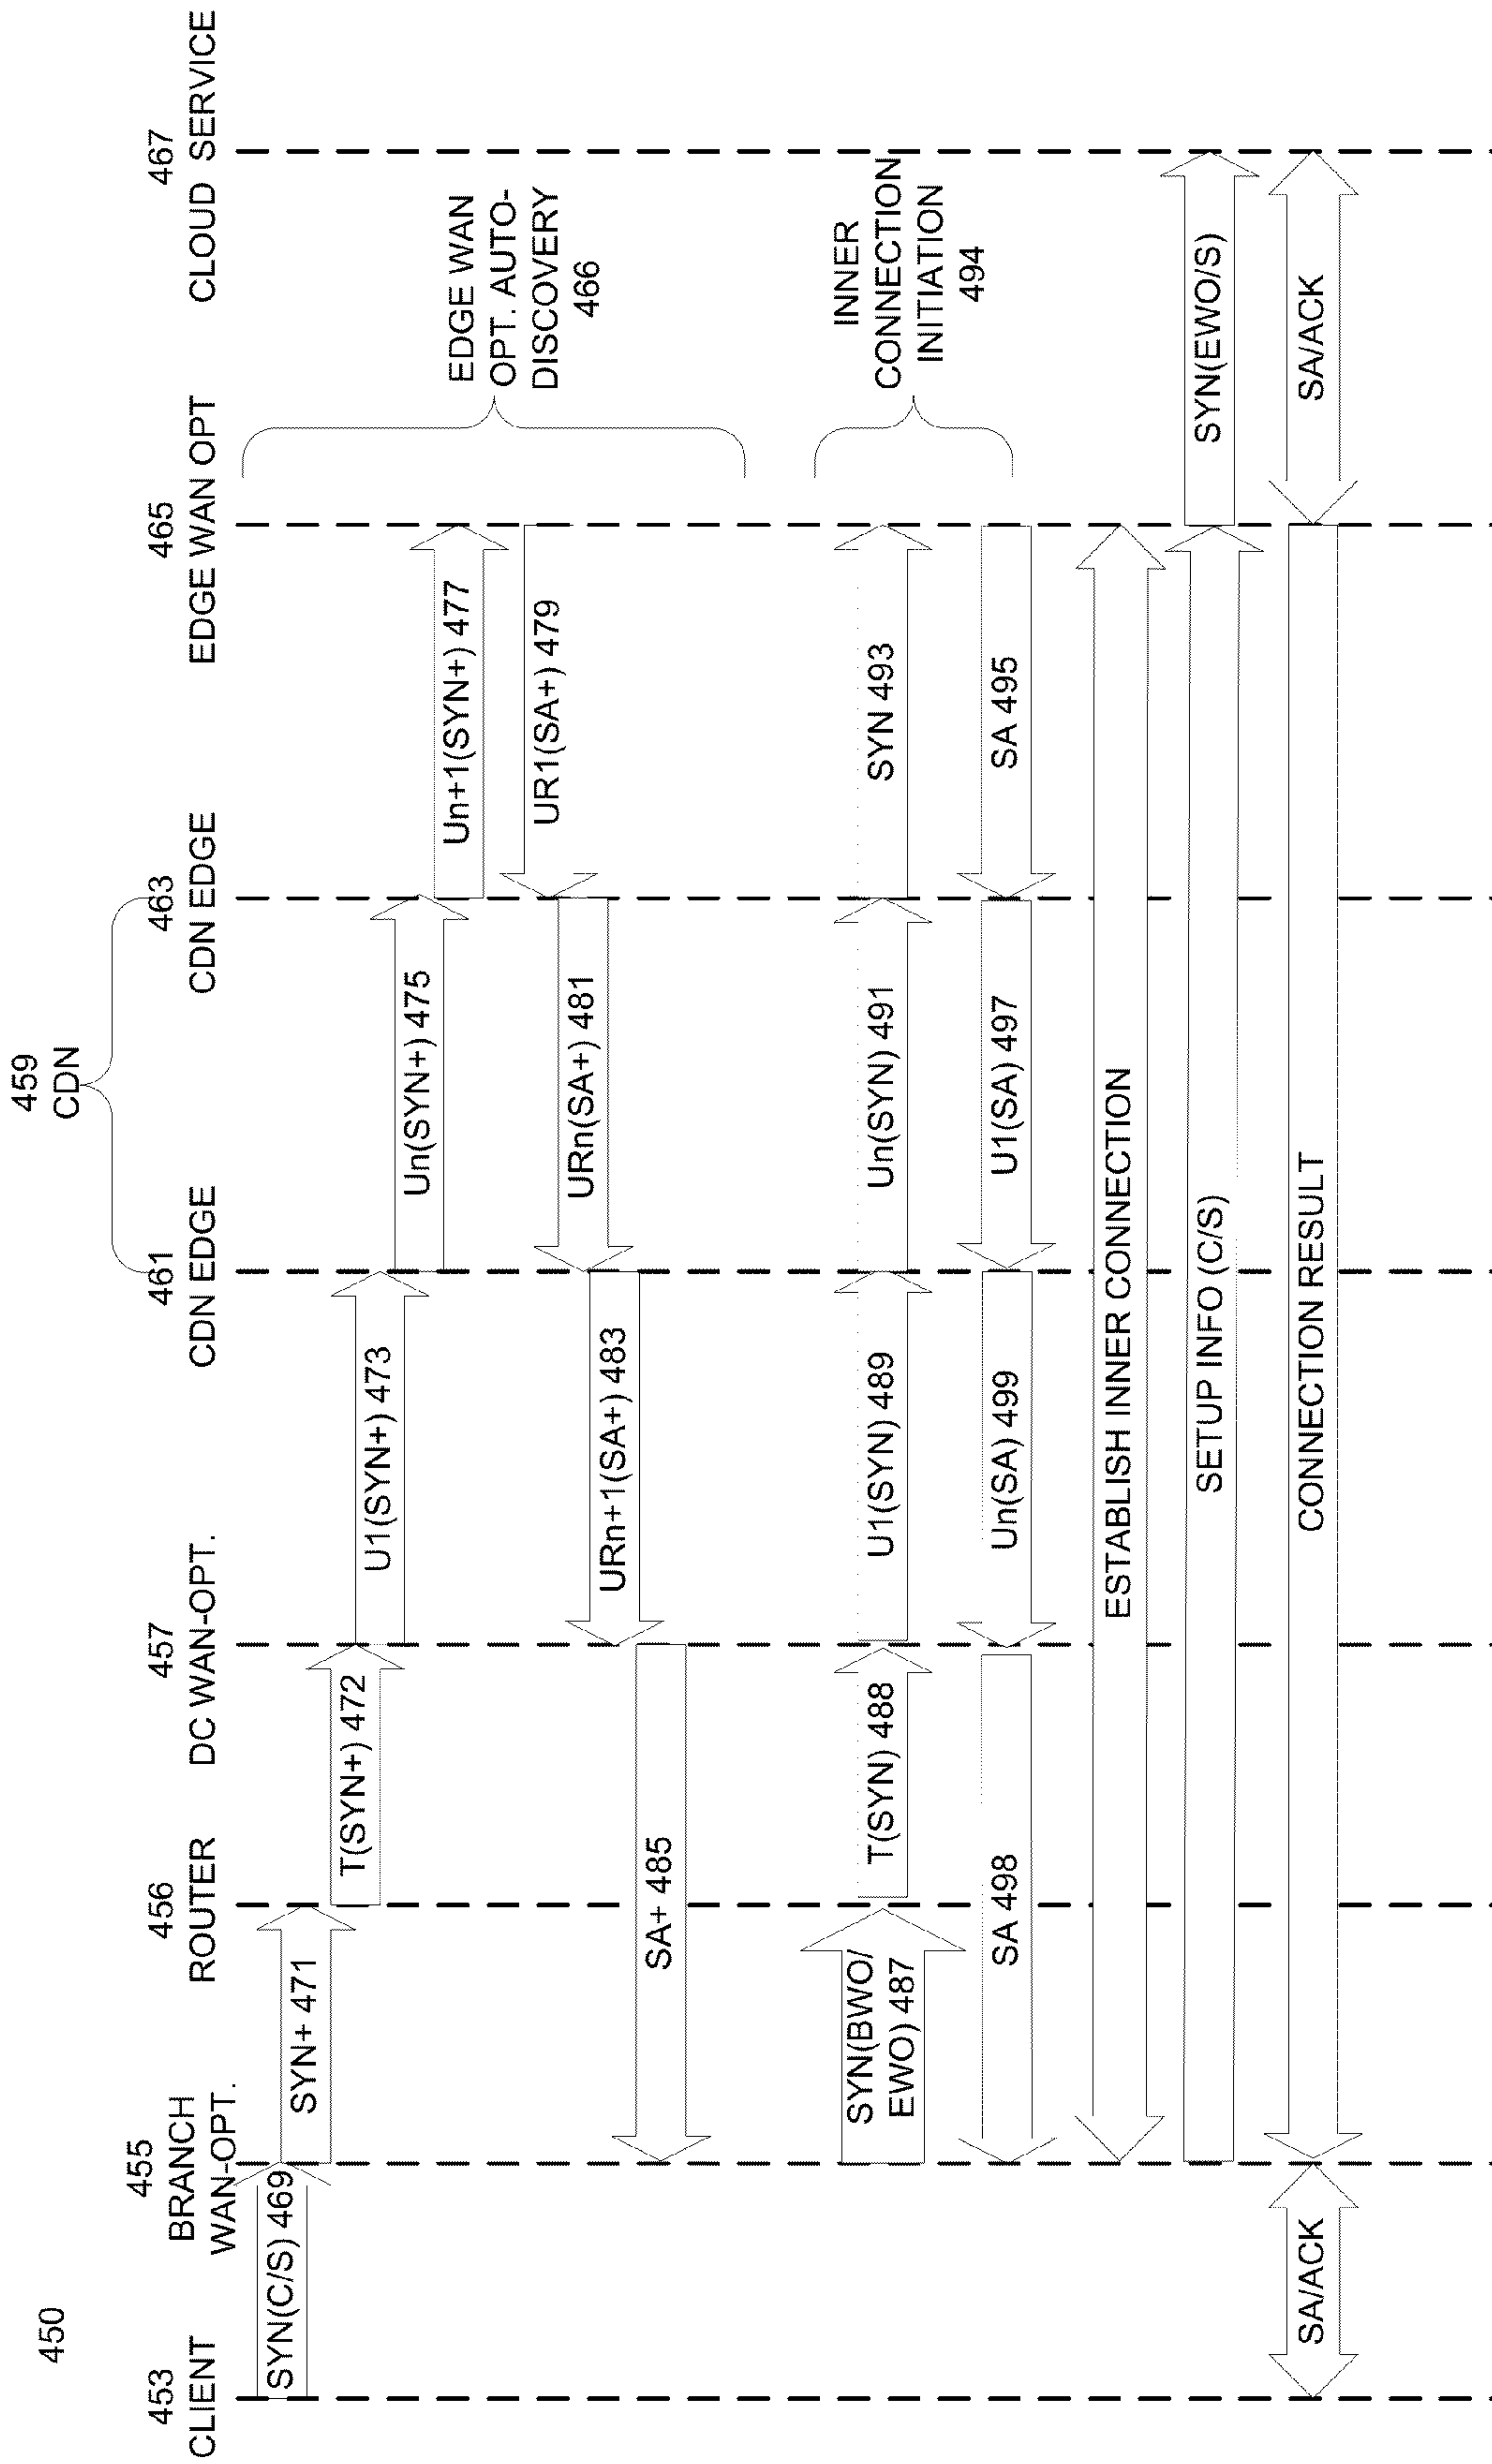 450
459
CDN
453
CLIENT
455
BRANCH
WAN-OPT.
456
ROUTER
457
DC WAN-OPT.
461
CDN EDGE
463
CDN EDGE
465
EDGE WAN OPT
467
CLOUD SERVICE
SYN(C/S) 469
SYN+ 471
T(SYN+) 472
U1(SYN+) 473
Un(SYN+) 475
Un+1(SYN+) 477
UR1(SA+) 479
URn(SA+) 481
URn+1(SA+) 483
SA+ 485
EDGE WAN
OPT. AUTO-
DISCOVERY
466
SYN(BWO/
EWO) 487
T(SYN) 488
U1(SYN) 489
Un(SYN) 491
SYN 493
SA 495
U1(SA) 497
Un(SA) 499
SA 498
INNER
CONNECTION
INITIATION
494
ESTABLISH INNER CONNECTION
SETUP INFO (C/S)
SYN(EWO/S)
SA/ACK
CONNECTION RESULT
SA/ACK